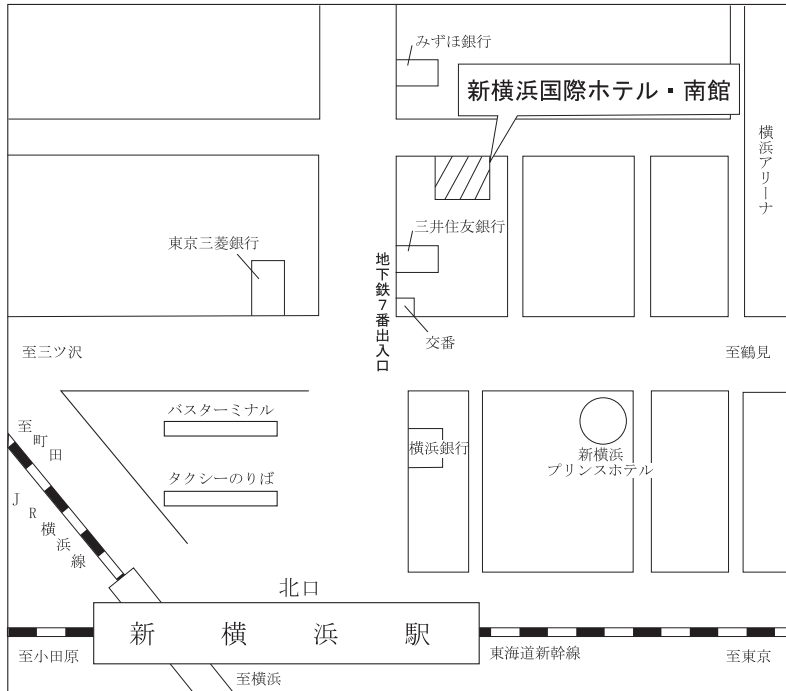 みずほ銀行
新横浜国際ホテル・南館
横浜アリーナ
三井住友銀行
東京三菱銀行
地下鉄7番出入口
交番
至三ツ沢
至鶴見
バスターミナル
至町田
横浜銀行
新横浜
プリンスホテル
タクシーのりば
JR横浜線
北口
新横浜駅
至小田原
東海道新幹線
至東京
至横浜